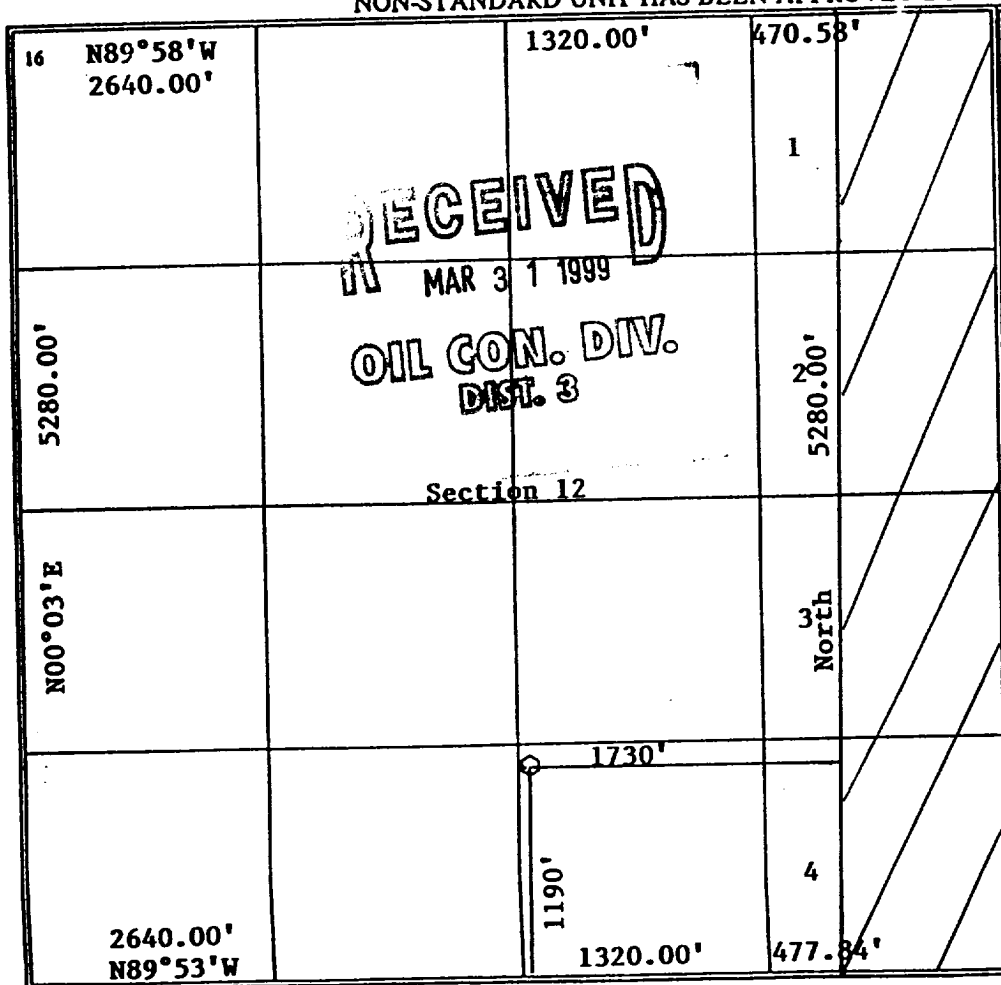 NON-STANDARD UNIT HAS BEEN APPROVED
16 N89°58'W 1320.00' 470.58'
2640.00'
1
RECEIVED
MAR 31 1999
OIL CON. DIV.
DIST. 3
5280.00'
2
5280.00'
Section 12
N00°03'E
3
North
1730'
1190'
4
2640.00' 1320.00' 477.84'
N89°53'W